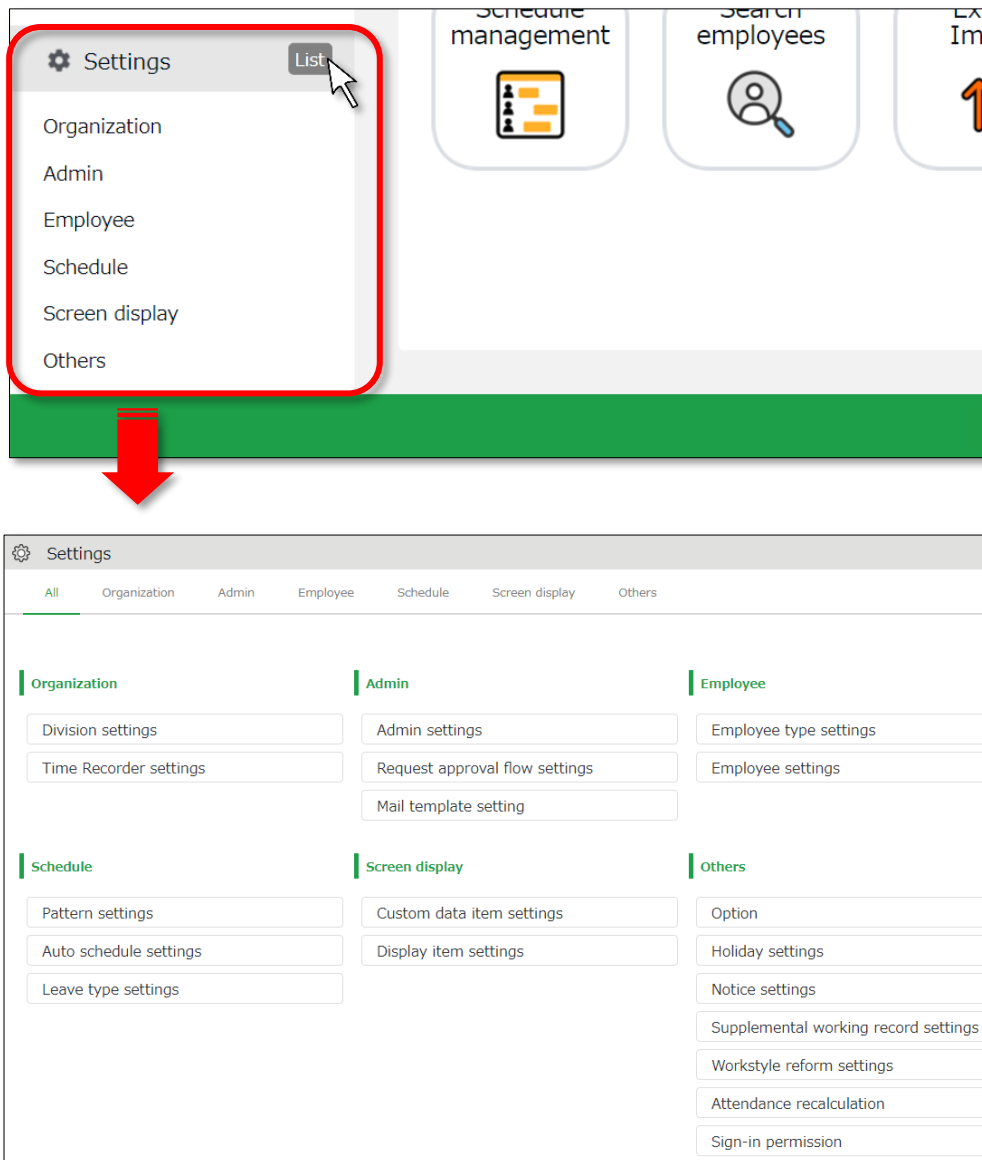 Schedule
management
Search
employees
Settings
List
Organization
Admin
Employee
Schedule
Screen display
Others
Settings
All Organization Admin Employee Schedule Screen display Others
Organization
Division settings
Time Recorder settings
Admin
Admin settings
Request approval flow settings
Mail template setting
Employee
Employee type settings
Employee settings
Schedule
Pattern settings
Auto schedule settings
Leave type settings
Screen display
Custom data item settings
Display item settings
Others
Option
Holiday settings
Notice settings
Supplemental working record settings
Workstyle reform settings
Attendance recalculation
Sign-in permission